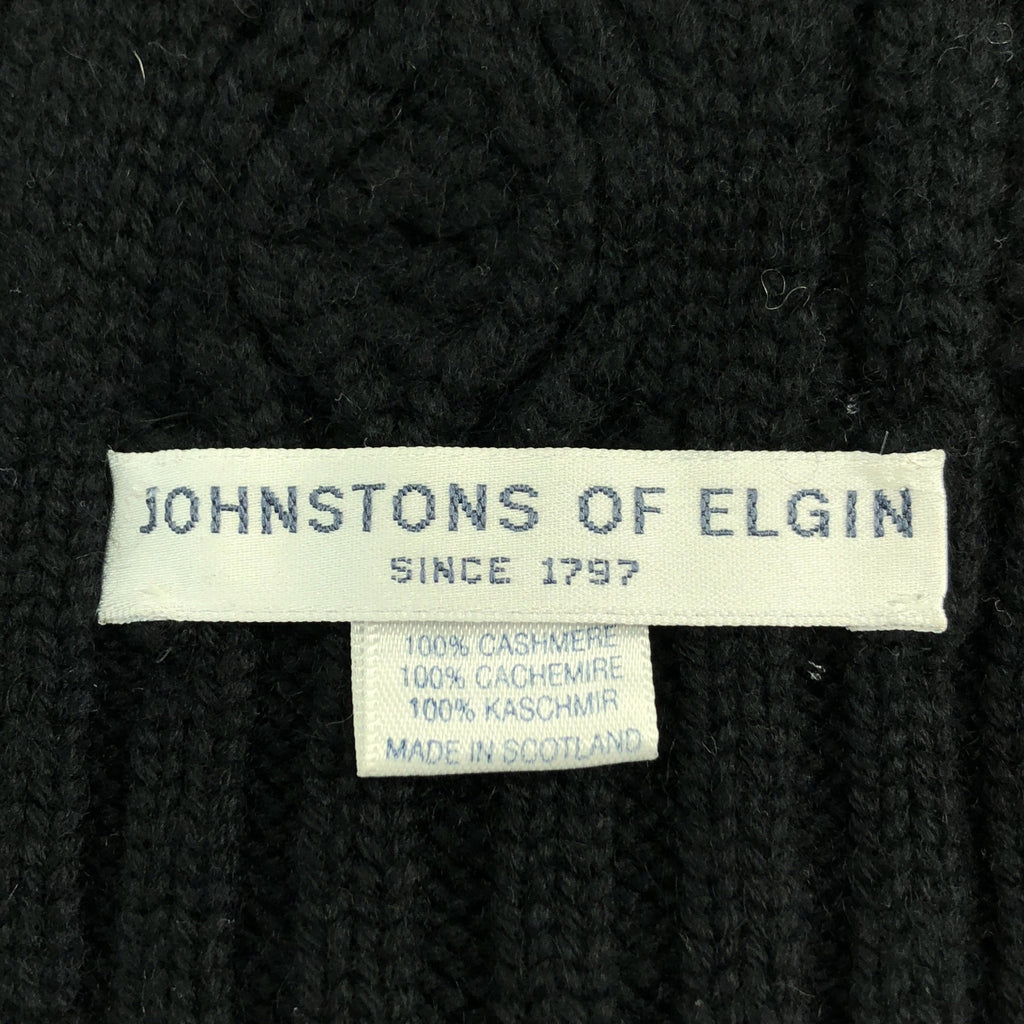 JOHNSTONS OF ELGIN
SINCE 1797
100% CASHMERE
100% CACHEMIRE
100% KASCHMIR
MADE IN SCOTLAND